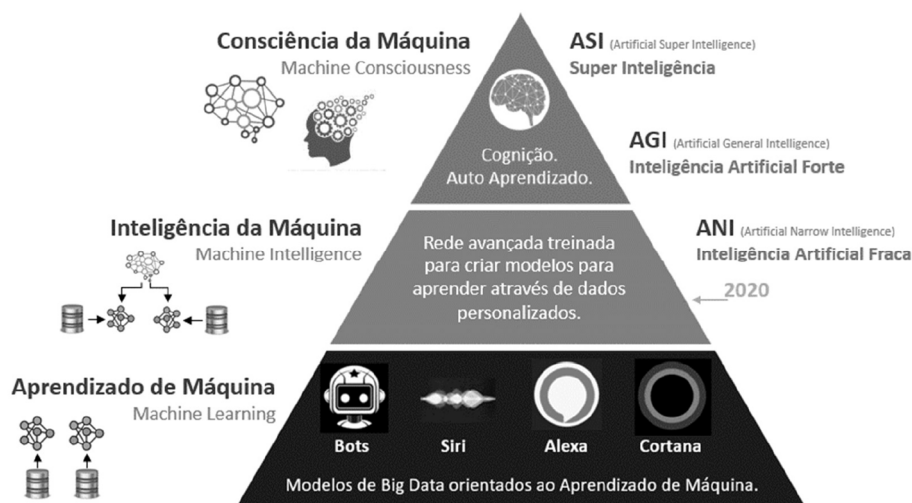 Consciência da Máquina
Machine Consciousness
ASI (Artificial Super Intelligence)
Super Inteligência
Cognição.
Auto Aprendizado.
AGI (Artificial General Intelligence)
Inteligência Artificial Forte
Inteligência da Máquina
Machine Intelligence
Rede avançada treinada
para criar modelos para
aprender através de dados
personalizados.
ANI (Artificial Narrow Intelligence)
Inteligência Artificial Fraca
2020
Aprendizado de Máquina
Machine Learning
Bots
Siri
Alexa
Cortana
Modelos de Big Data orientados ao Aprendizado de Máquina.